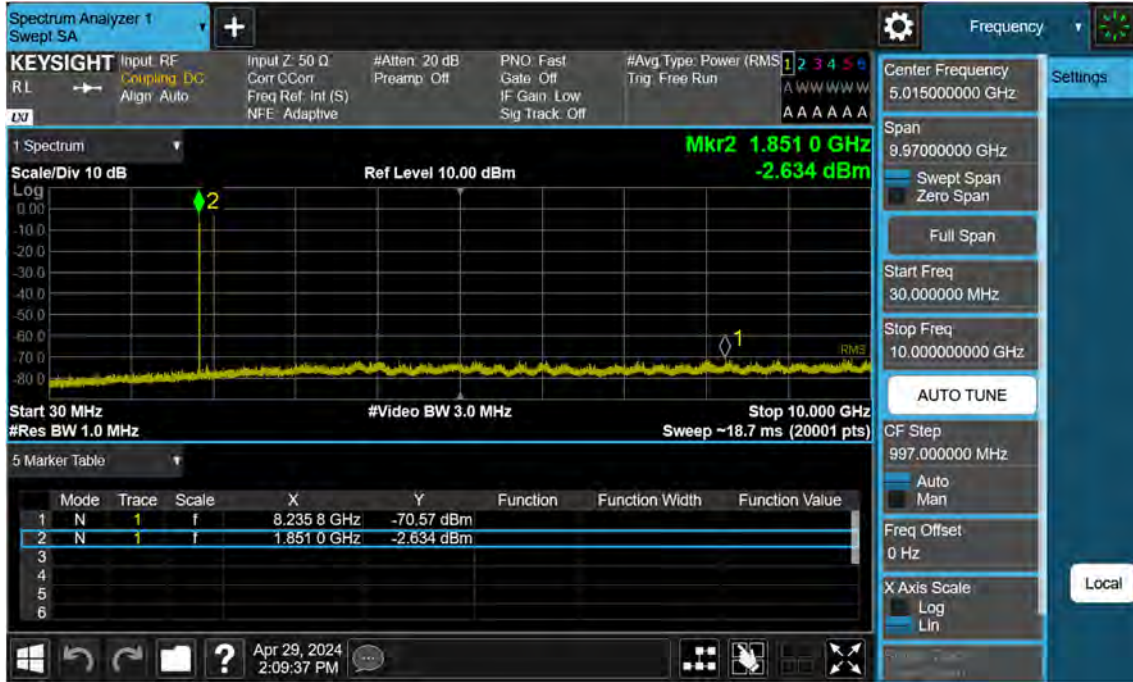 Spectrum Analyzer 1
Swept SA
Frequency
KEYSIGHT
RL
LXI
Input: RF
Coupling: DC
Align: Auto
Input Z: 50 Ω
Corr CCorr
Freq Ref: Int (S)
NFE: Adaptive
#Atten: 20 dB
Preamp: Off
PNO: Fast
Gate: Off
IF Gain: Low
Sig Track: Off
#Avg Type: Power (RMS
Trig: Free Run
1 2 3 4 5 6
A W W W W W
A A A A A A
Center Frequency
5.015000000 GHz
Settings
Span
9.97000000 GHz
Swept Span
Zero Span
Full Span
Start Freq
30.000000 MHz
Stop Freq
10.000000000 GHz
AUTO TUNE
CF Step
997.000000 MHz
Auto
Man
Freq Offset
0 Hz
X Axis Scale
Log
Lin
Local
1 Spectrum
Mkr2 1.851 0 GHz
Scale/Div 10 dB
Ref Level 10.00 dBm
-2.634 dBm
Log
0.00
-10.0
-20.0
-30.0
-40.0
-50.0
-60.0
-70.0
-80.0
2
1
RMS
Start 30 MHz
#Video BW 3.0 MHz
Stop 10.000 GHz
#Res BW 1.0 MHz
Sweep ~18.7 ms (20001 pts)
5 Marker Table
Mode Trace Scale X Y Function Function Width Function Value
1 N 1 f 8.235 8 GHz -70.57 dBm
2 N 1 f 1.851 0 GHz -2.634 dBm
3
4
5
6
?
Apr 29, 2024
2:09:37 PM